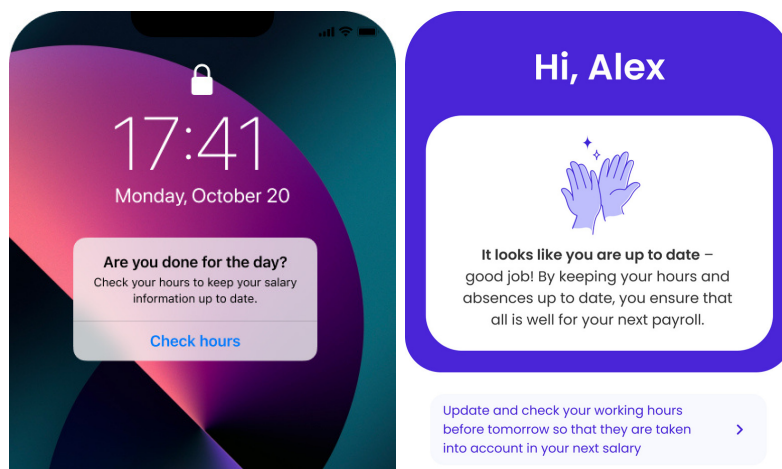 17:41
Monday, October 20
Are you done for the day?
Check your hours to keep your salary
information up to date.
Check hours
Hi, Alex
It looks like you are up to date –
good job! By keeping your hours and
absences up to date, you ensure that
all is well for your next payroll.
Update and check your working hours
before tomorrow so that they are taken
into account in your next salary